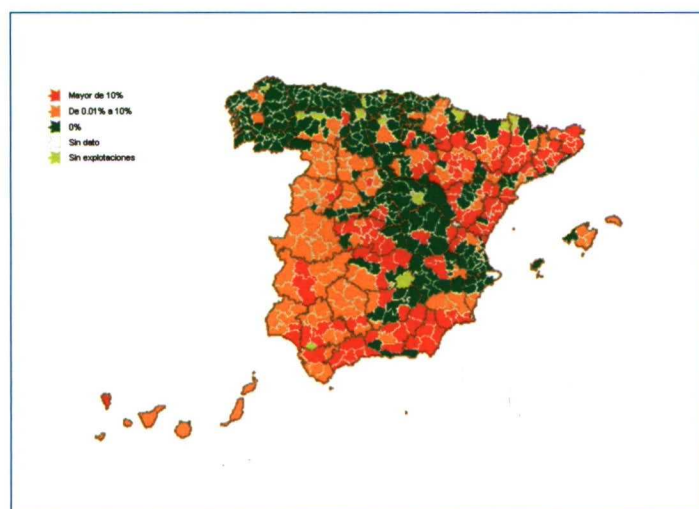 Mayor de 10%
De 0.01% a 10%
0%
Sin dato
Sin explotaciones